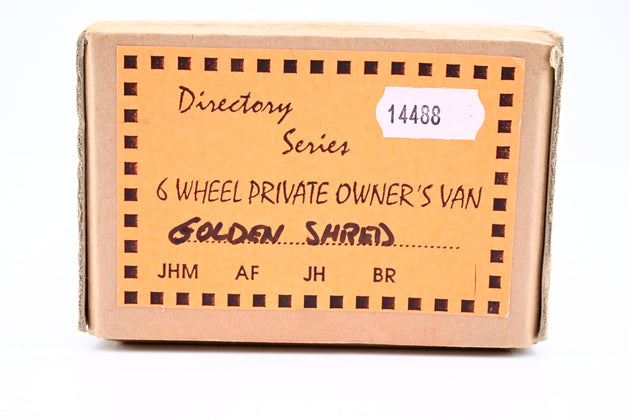 Directory
14488
Series
6 WHEEL PRIVATE OWNER'S VAN
GOLDEN SHRED
JHM AF JH BR